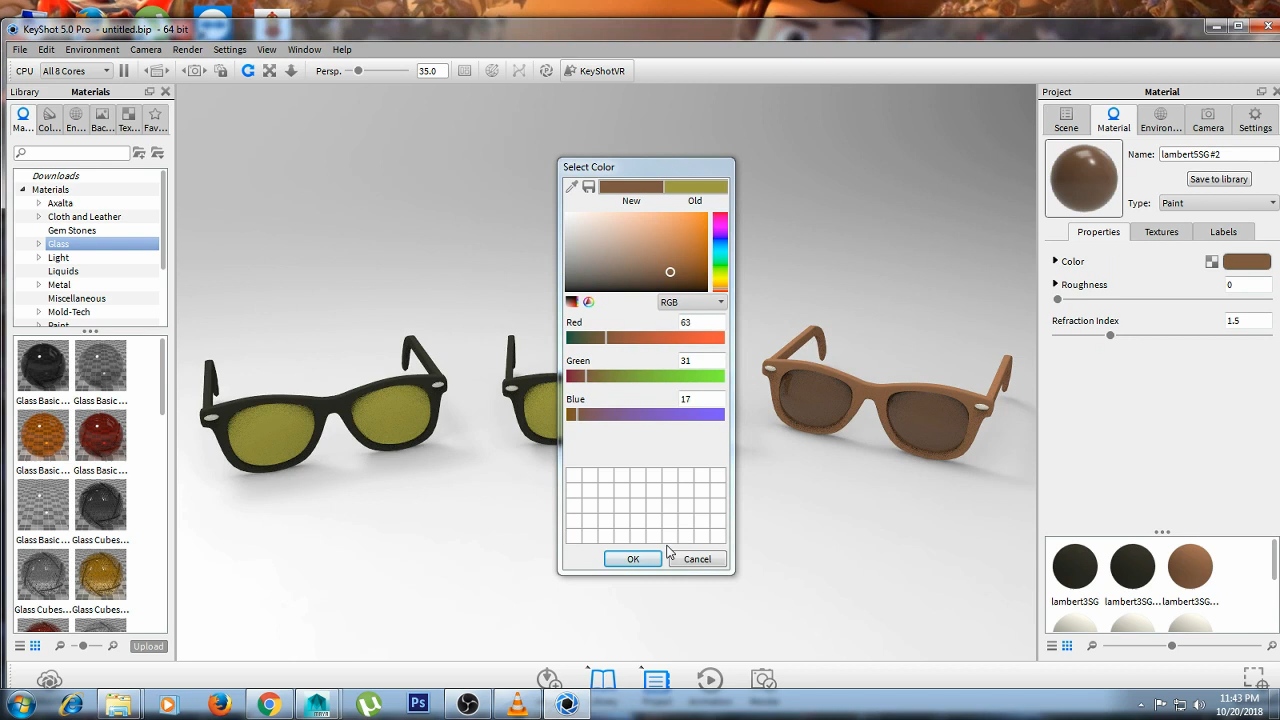 KeyShot 5.0 Pro - untitled.bip - 64 bit
File Edit Environment Camera Render Settings View Window Help
CPU All 8 Cores Persp. 35.0 KeyShotVR
Library Materials
Ma... Col... En... Bac... Tex... Fav...
Downloads
Materials
Axalta
Cloth and Leather
Gem Stones
Glass
Light
Liquids
Metal
Miscellaneous
Mold-Tech
Paint
Glass Basic ... Glass Basic ...
Glass Basic ... Glass Basic ...
Glass Basic ... Glass Cubes...
Glass Cubes... Glass Cubes...
Upload
Select Color
New Old
RGB
Red 63
Green 31
Blue 17
OK Cancel
Project Material
Scene Material Environ... Camera Settings
Name: lambert5SG #2
Save to library
Type: Paint
Properties Textures Labels
Color
Roughness 0
Refraction Index 1.5
lambert3SG lambert3SG... lambert3SG...
Ps
MAYA
11:43 PM
10/20/2018